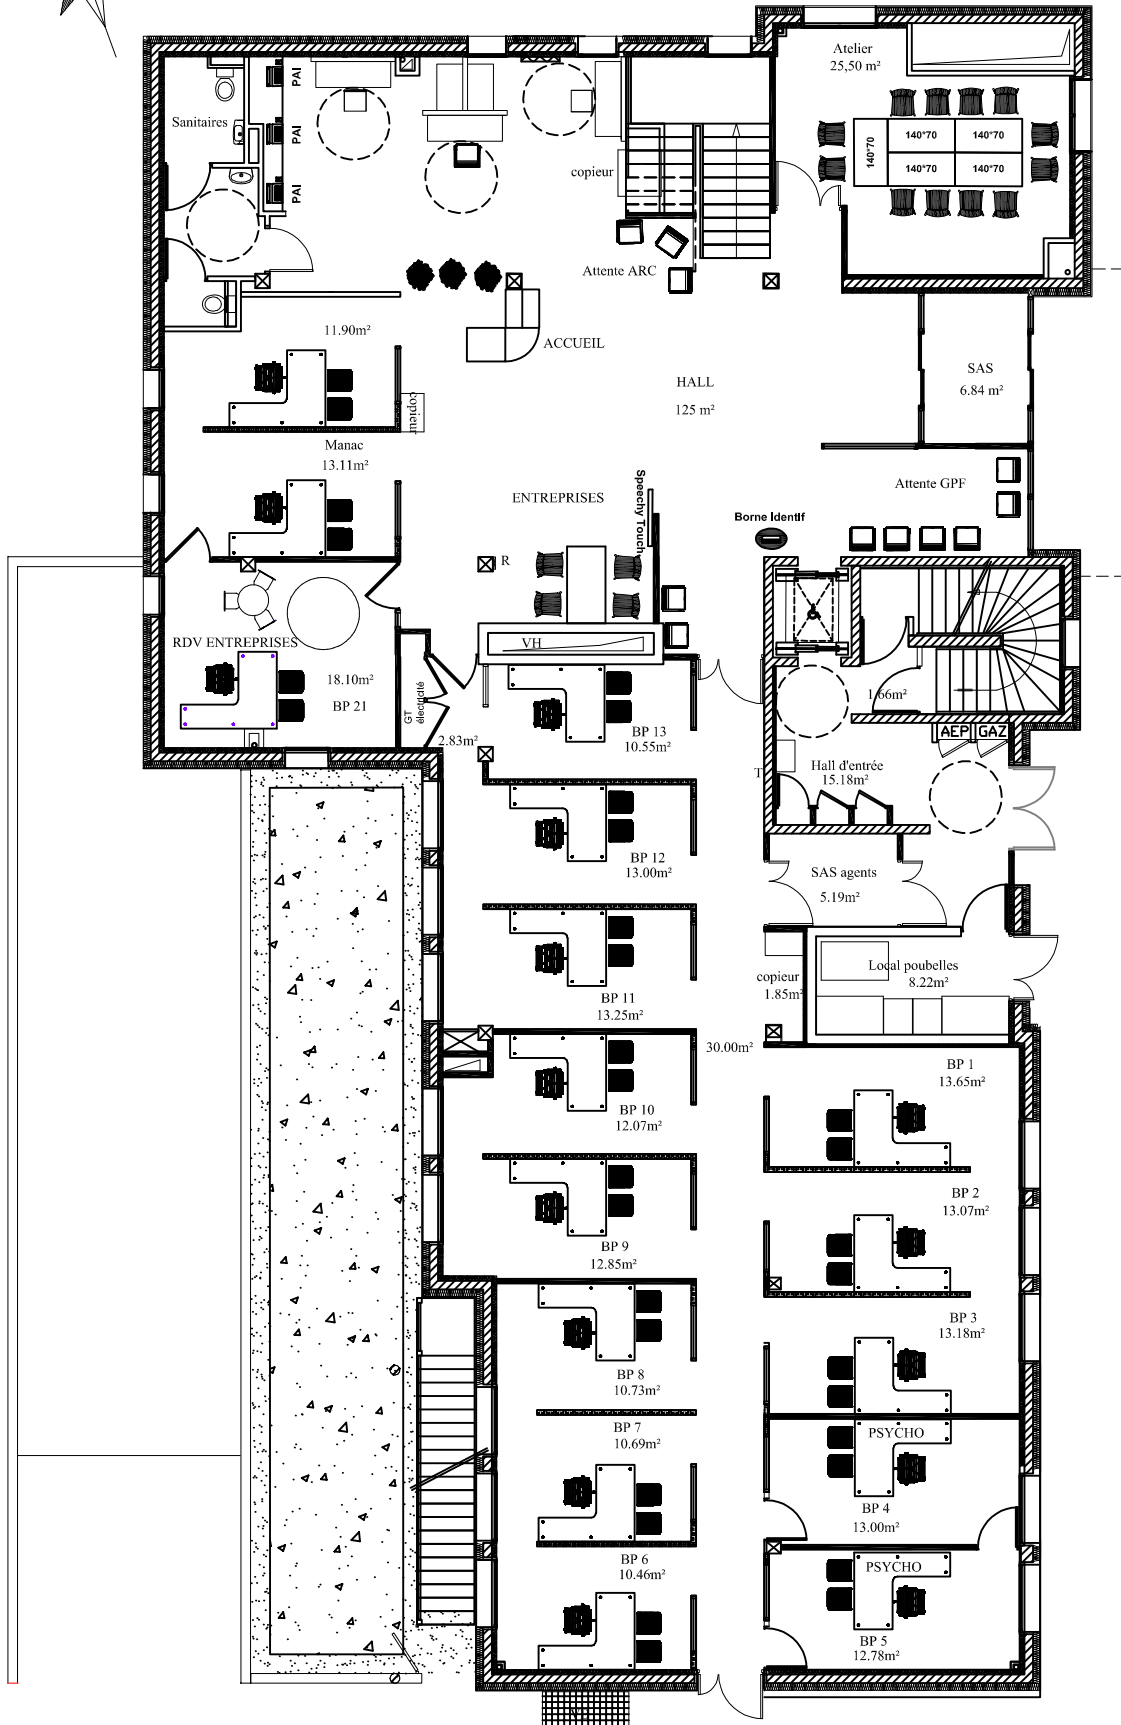 Atelier
25,50 m²
PAI
PAI
PAI
Sanitaires
140*70
140*70
140*70
140*70
140*70
copieur
Attente ARC
11.90m²
ACCUEIL
HALL
125 m²
SAS
6.84 m²
copieur
Manac
13.11m²
ENTREPRISES
Speechy Touch
Attente GPF
Borne Identif
R
RDV ENTREPRISES
VH
18.10m²
BP 21
GT
électricité
2.83m²
1.66m²
BP 13
10.55m²
AEP
GAZ
Hall d'entrée
15.18m²
T
BP 12
13.00m²
SAS agents
5.19m²
BP 11
13.25m²
copieur
1.85m²
Local poubelles
8.22m²
30.00m²
BP 1
13.65m²
BP 10
12.07m²
BP 2
13.07m²
BP 9
12.85m²
BP 3
13.18m²
BP 8
10.73m²
BP 7
10.69m²
PSYCHO
BP 4
13.00m²
BP 6
10.46m²
PSYCHO
BP 5
12.78m²